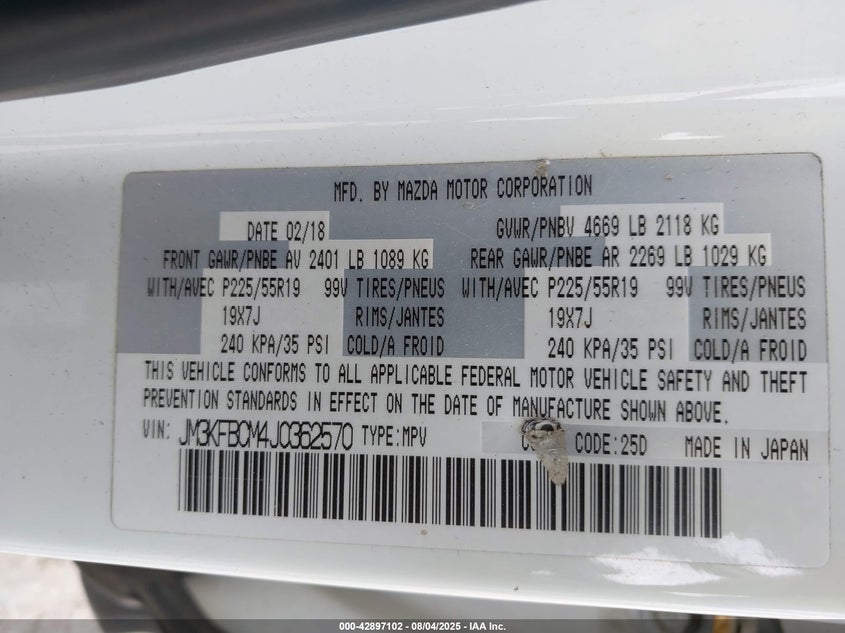 MFD. BY MAZDA MOTOR CORPORATION
DATE 02/18 GVWR/PNBV 4669 LB 2118 KG
FRONT GAWR/PNBE AV 2401 LB 1089 KG REAR GAWR/PNBE AR 2269 LB 1029 KG
WITH/AVEC P225/55R19 99V TIRES/PNEUS WITH/AVEC P225/55R19 99V TIRES/PNEUS
19X7J RIMS/JANTES 19X7J RIMS/JANTES
240 KPA/35 PSI COLD/A FROID 240 KPA/35 PSI COLD/A FROID
THIS VEHICLE CONFORMS TO ALL APPLICABLE FEDERAL MOTOR VEHICLE SAFETY AND THEFT
PREVENTION STANDARDS IN EFFECT ON THE DATE OF MANUFACTURE SHOWN ABOVE.
VIN: JM3KFBCM4J0362570 TYPE:MPV CODE:25D MADE IN JAPAN
000-42897102 - 08/04/2025 - IAA Inc.